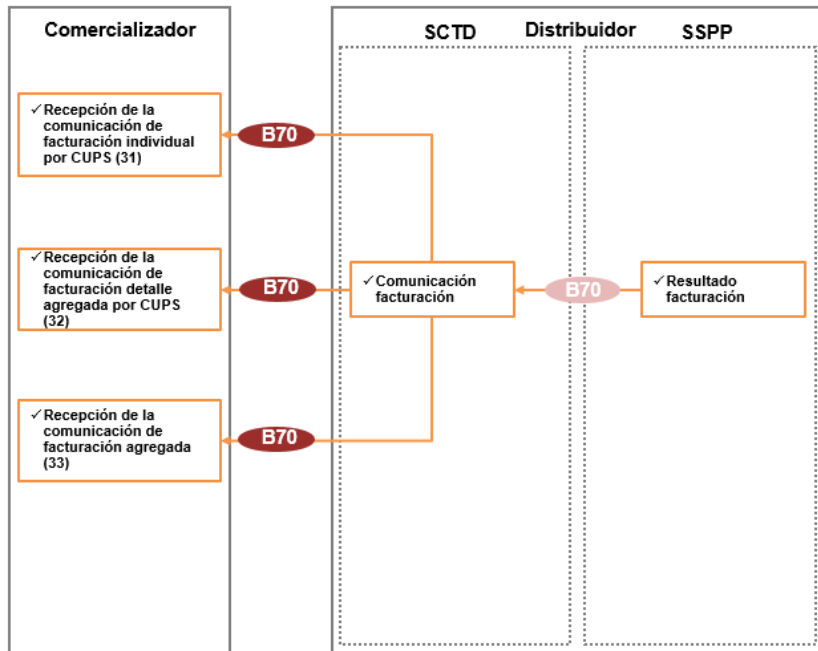 Comercializador
✓ Recepción de la
comunicación de
facturación individual
por CUPS (31)
✓ Recepción de la
comunicación de
facturación detalle
agregada por CUPS
(32)
✓ Recepción de la
comunicación de
facturación agregada
(33)
B70
B70
B70
Distribuidor
SCTD
SSPP
✓ Comunicación
facturación
B70
✓ Resultado
facturación